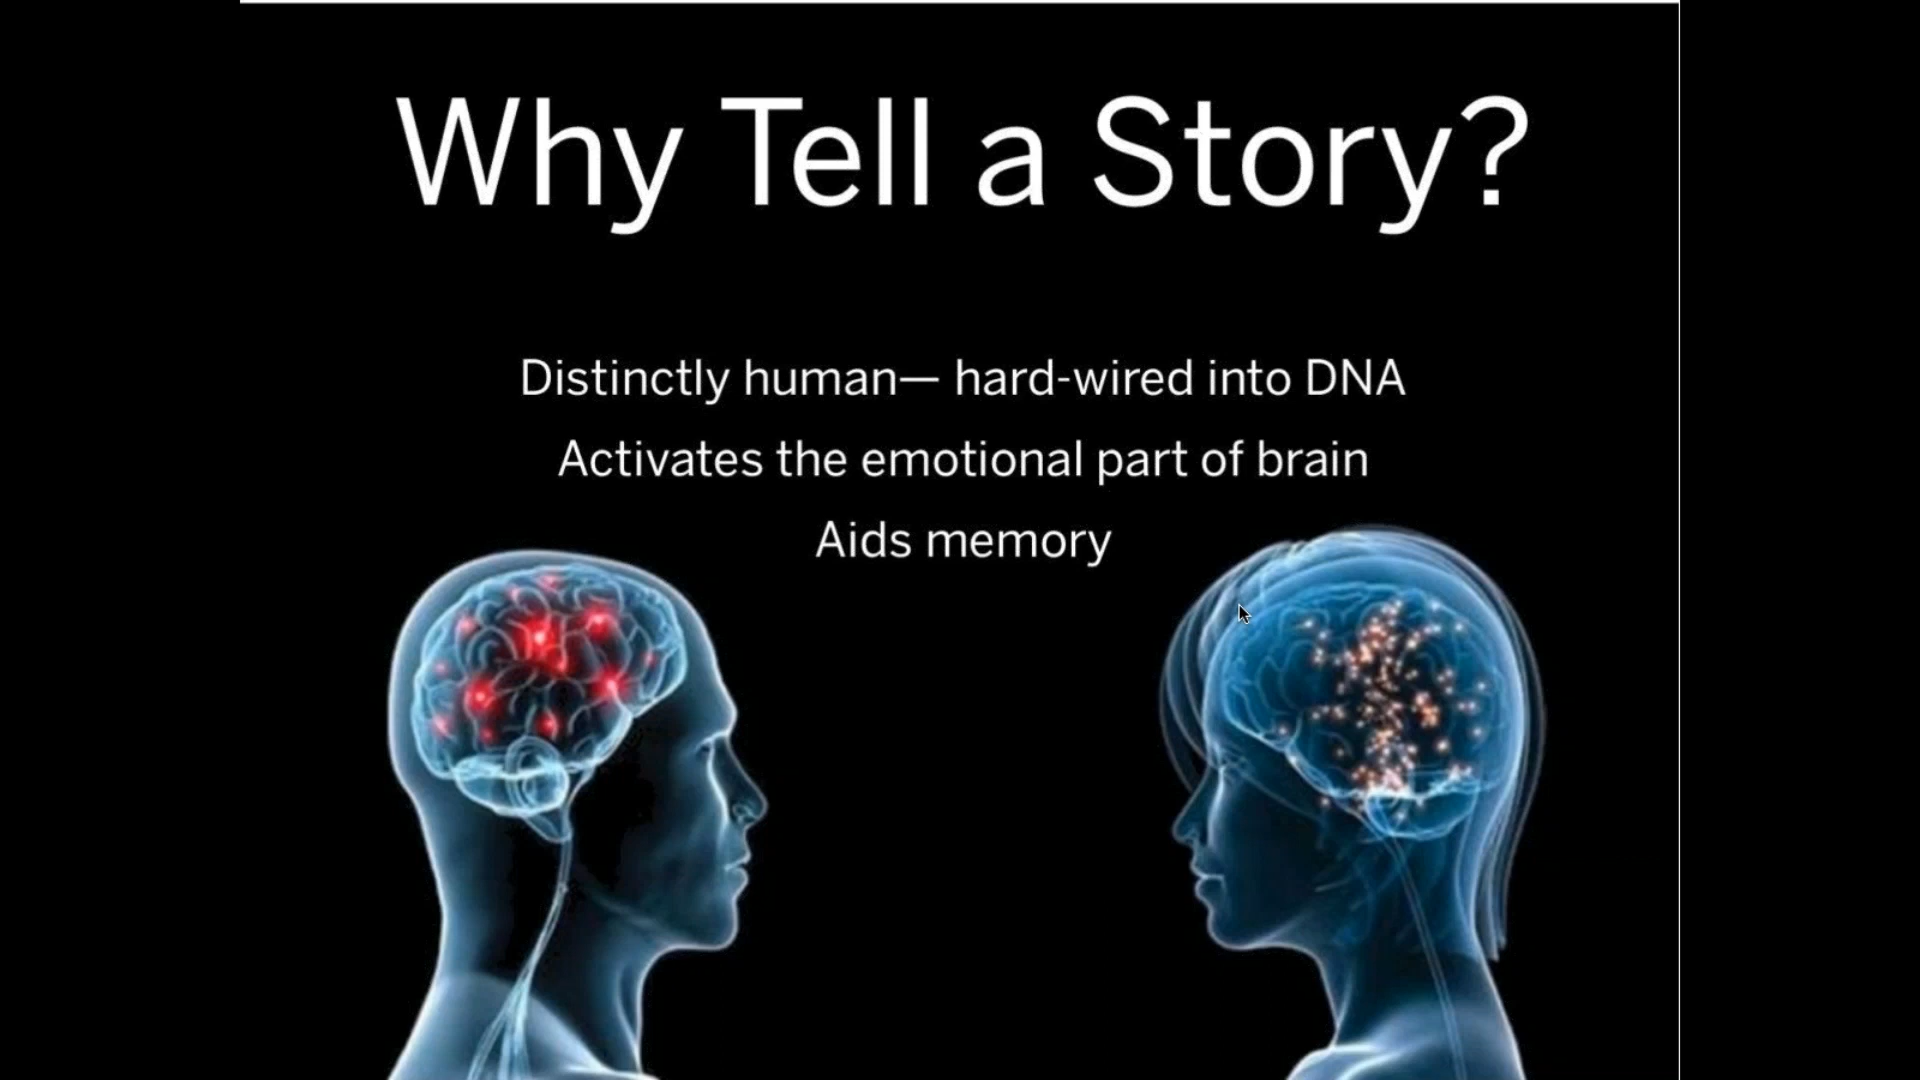 Why Tell a Story?
Distinctly human— hard-wired into DNA
Activates the emotional part of brain
Aids memory